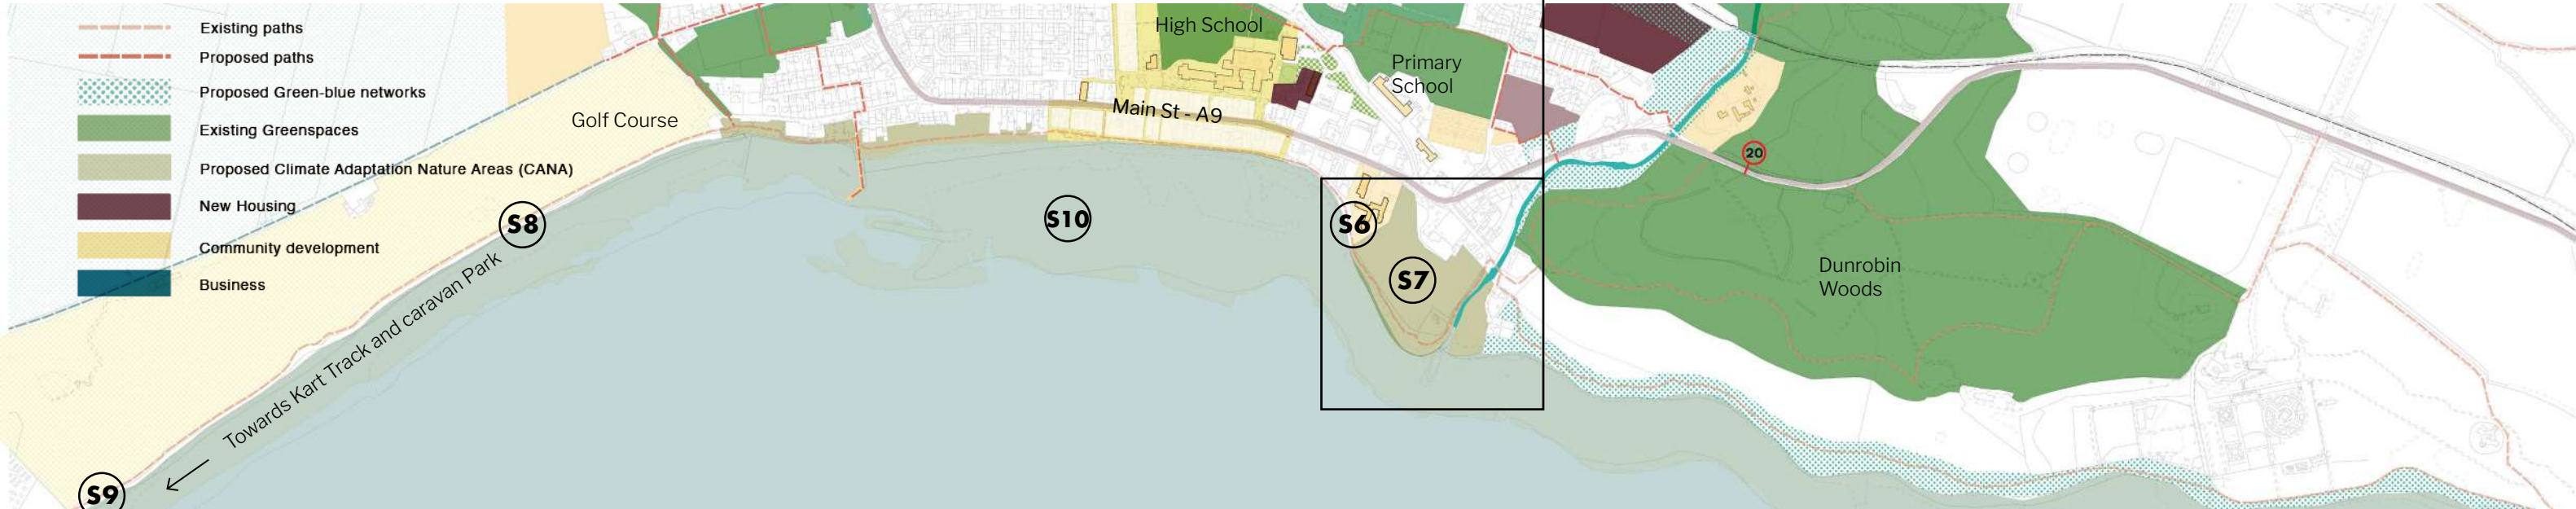 Existing paths
Proposed paths
Proposed Green-blue networks
Existing Greenspaces
Proposed Climate Adaptation Nature Areas (CANA)
New Housing
Community development
Business
Golf Course
High School
Primary
School
Main St - A9
20
S8
S10
S6
S7
Dunrobin
Woods
Towards Kart Track and caravan Park
S9